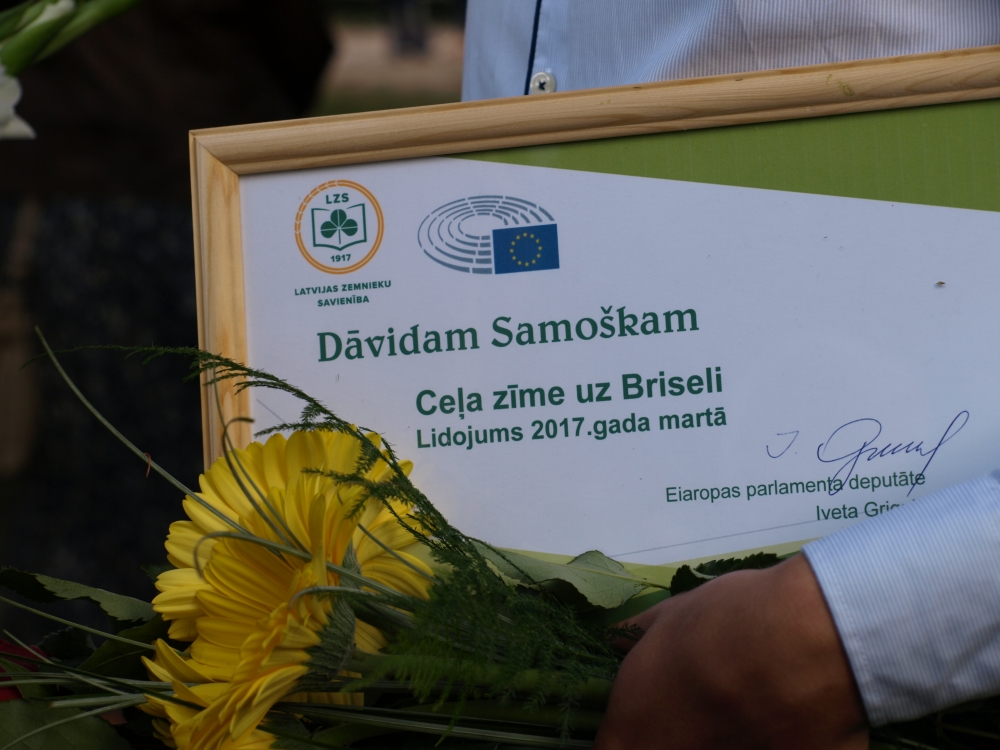 LZS
1917
LATVIJAS ZEMNIEKU
SAVIENĪBA
Dāvidam Samoškam
Ceļa zīme uz Briseli
Lidojums 2017.gada martā
Eiaropas parlamenta deputāte
Iveta